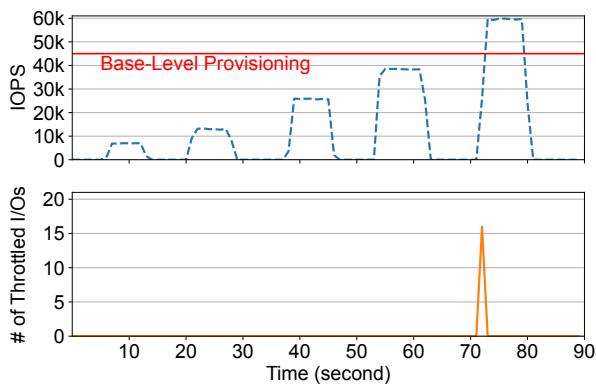 60k
50k
40k
30k
20k
10k
0
IOPS
Base-Level Provisioning
20
15
10
5
0
# of Throttled I/Os
10 20 30 40 50 60 70 80 90
Time (second)